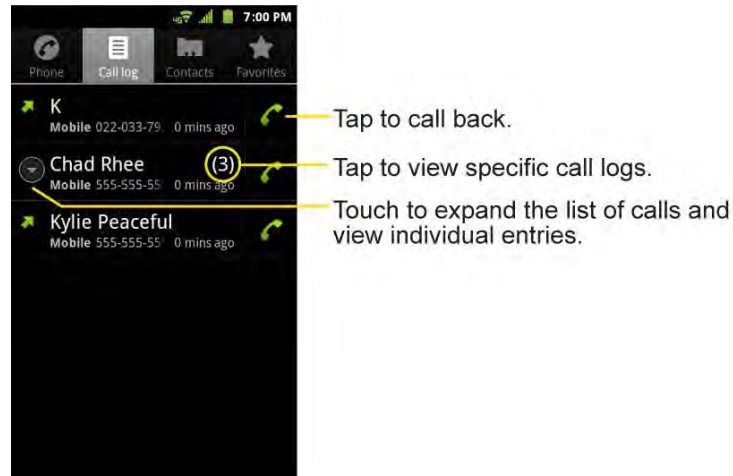 4G 7:00 PM
Phone Call log Contacts Favorites
K
Mobile 022-033-79 0 mins ago
Tap to call back.
Chad Rhee (3)
Mobile 555-555-55 0 mins ago
Tap to view specific call logs.
Touch to expand the list of calls and
view individual entries.
Kylie Peaceful
Mobile 555-555-55 0 mins ago